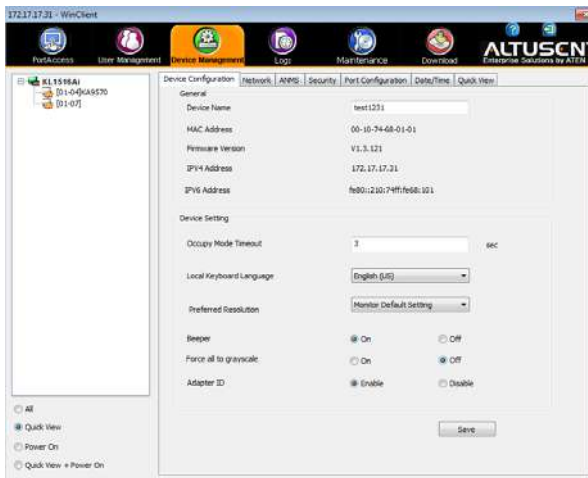 172.17.17.31 - WinClient
PortAccess User Management Device Management Logs Maintenance Download
ALTUSCN
Enterprise Solutions by ATEN
Device Configuration Network ANMS Security Port Configuration Date/Time Quick View
KL1516Ai
[01-04]KA9570
[01-07]
General
Device Name test1231
MAC Address 00-10-74-68-01-01
Firmware Version V1.3.121
IPV4 Address 172.17.17.31
IPV6 Address fe80::210:74ff:fe68:101
Device Setting
Occupy Mode Timeout 3 sec
Local Keyboard Language English (US)
Preferred Resolution Monitor Default Setting
Beeper On Off
Force all to grayscale On Off
Adapter ID Enable Disable
Save
All
Quick View
Power On
Quick View + Power On